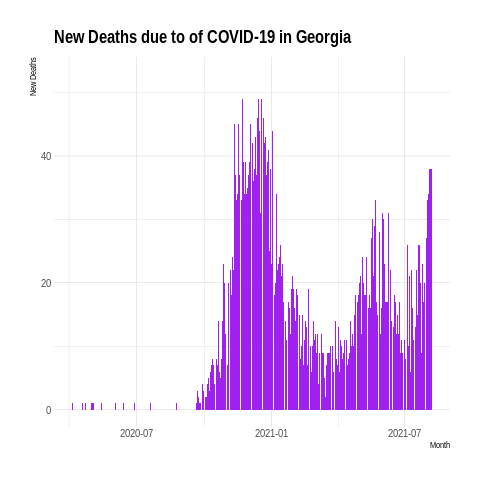 New Deaths due to of COVID-19 in Georgia
New Deaths
40
20
0
2020-07 2021-01 2021-07
Month